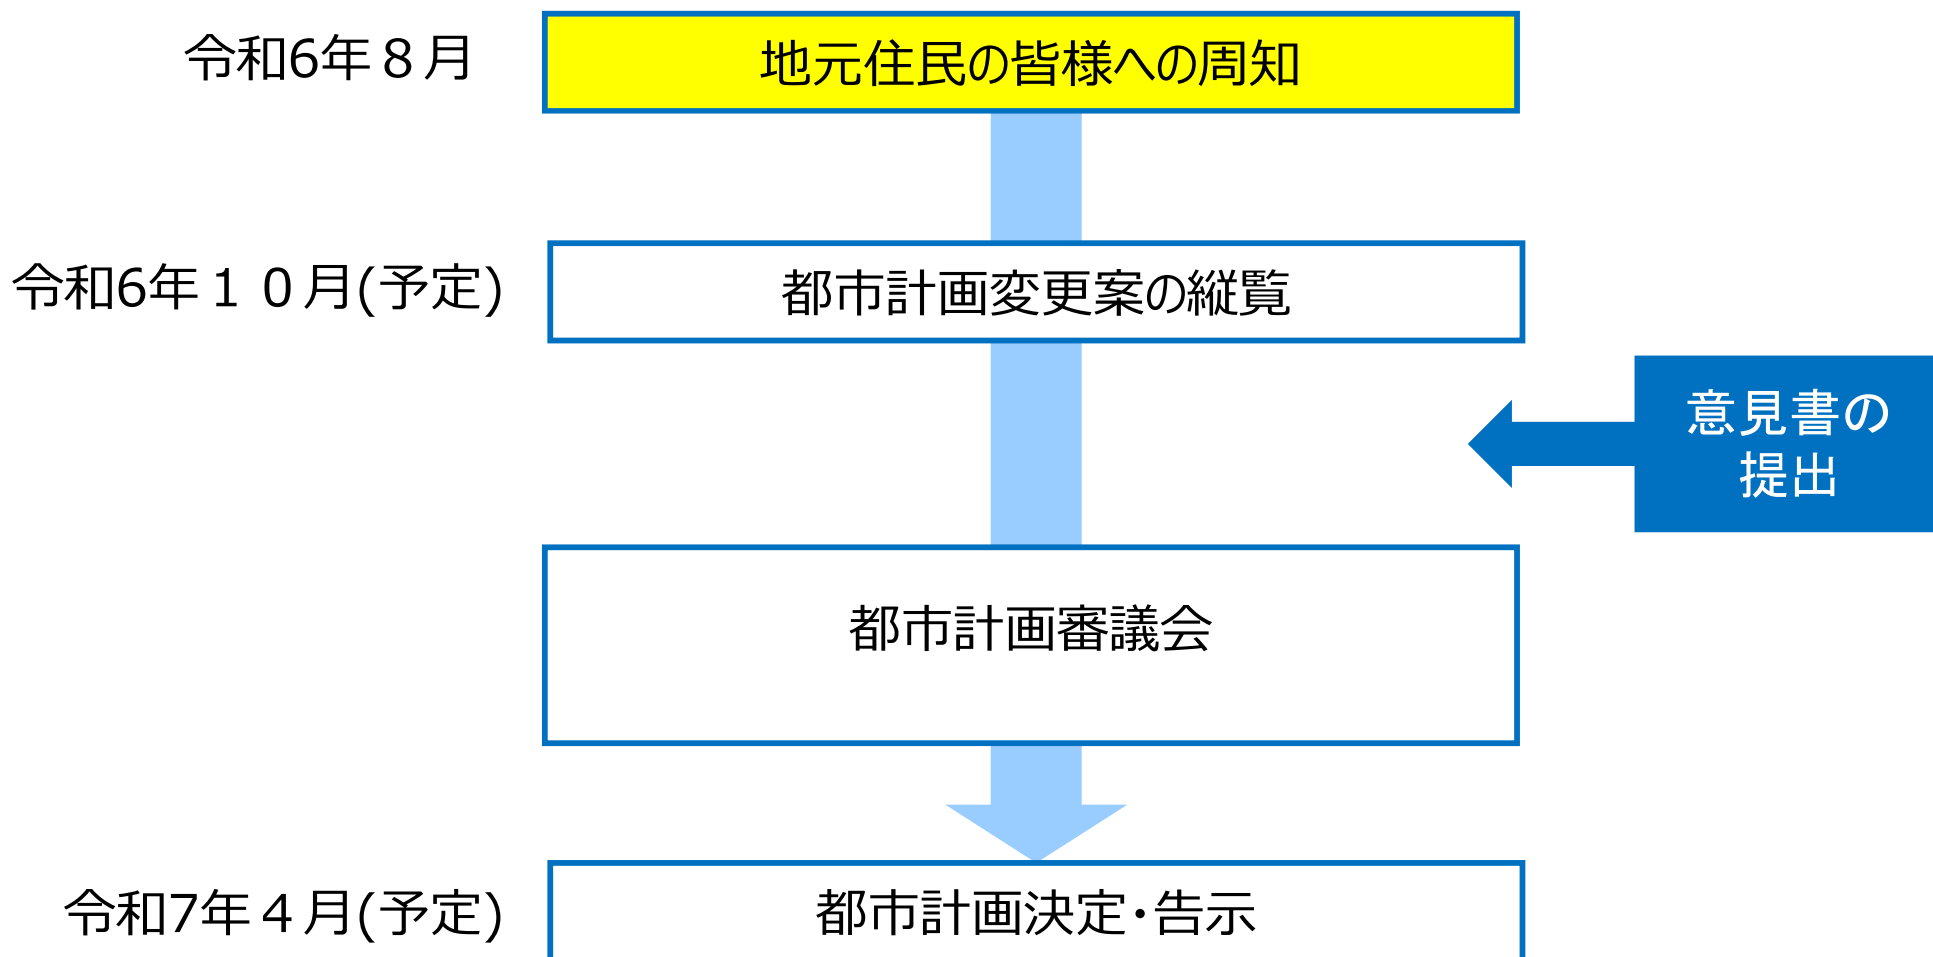 令和6年８月
地元住民の皆様への周知
令和6年１０月(予定)
都市計画変更案の縦覧
意見書の
提出
都市計画審議会
令和7年４月(予定)
都市計画決定・告示